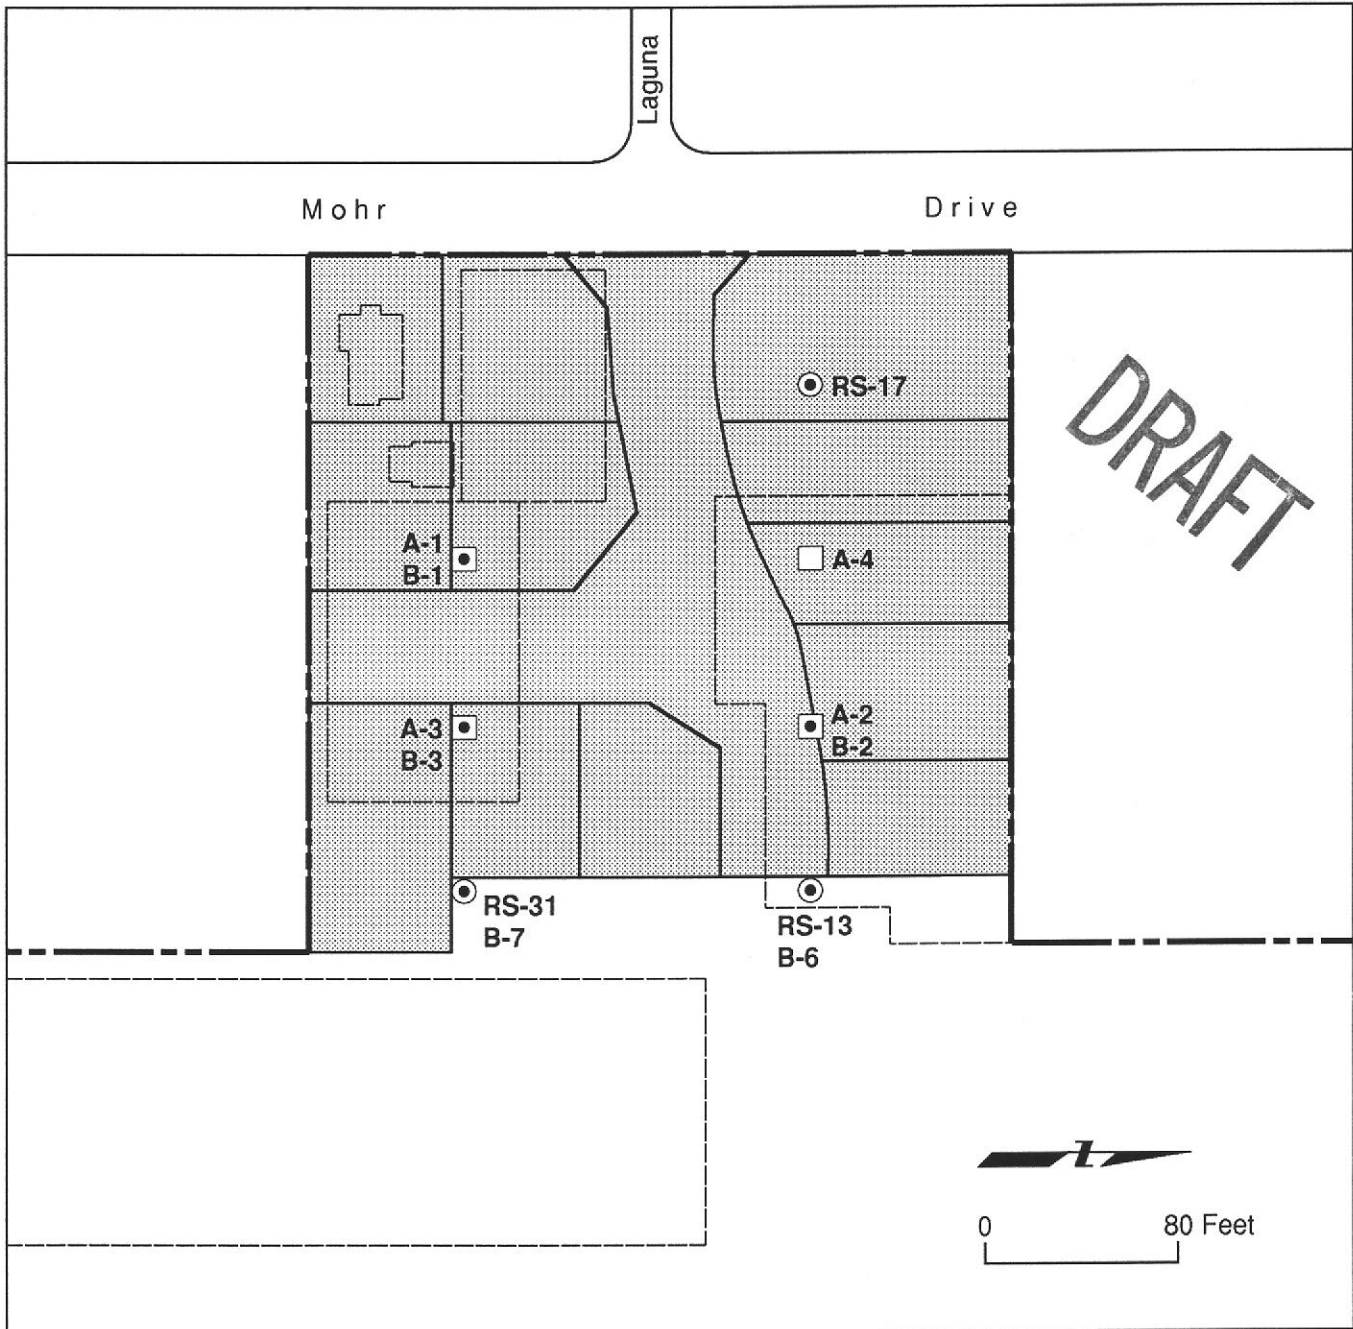 Laguna
Mohr Drive
RS-17
DRAFT
A-1
B-1
A-4
A-3
B-3
A-2
B-2
RS-31
B-7
RS-13
B-6
Z
0 80 Feet